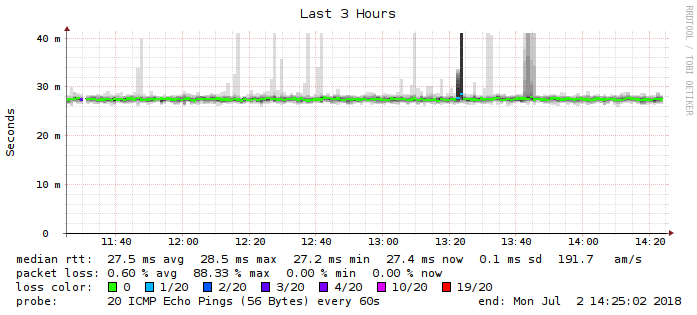 Last 3 Hours
RRDTOOL / TOBI OETIKER
Seconds
40 m
30 m
20 m
10 m
0
11:40 12:00 12:20 12:40 13:00 13:20 13:40 14:00 14:20
median rtt: 27.5 ms avg 28.5 ms max 27.2 ms min 27.4 ms now 0.1 ms sd 191.7 am/s
packet loss: 0.60 % avg 88.33 % max 0.00 % min 0.00 % now
loss color: 0 1/20 2/20 3/20 4/20 10/20 19/20
probe: 20 ICMP Echo Pings (56 Bytes) every 60s end: Mon Jul 2 14:25:02 2018